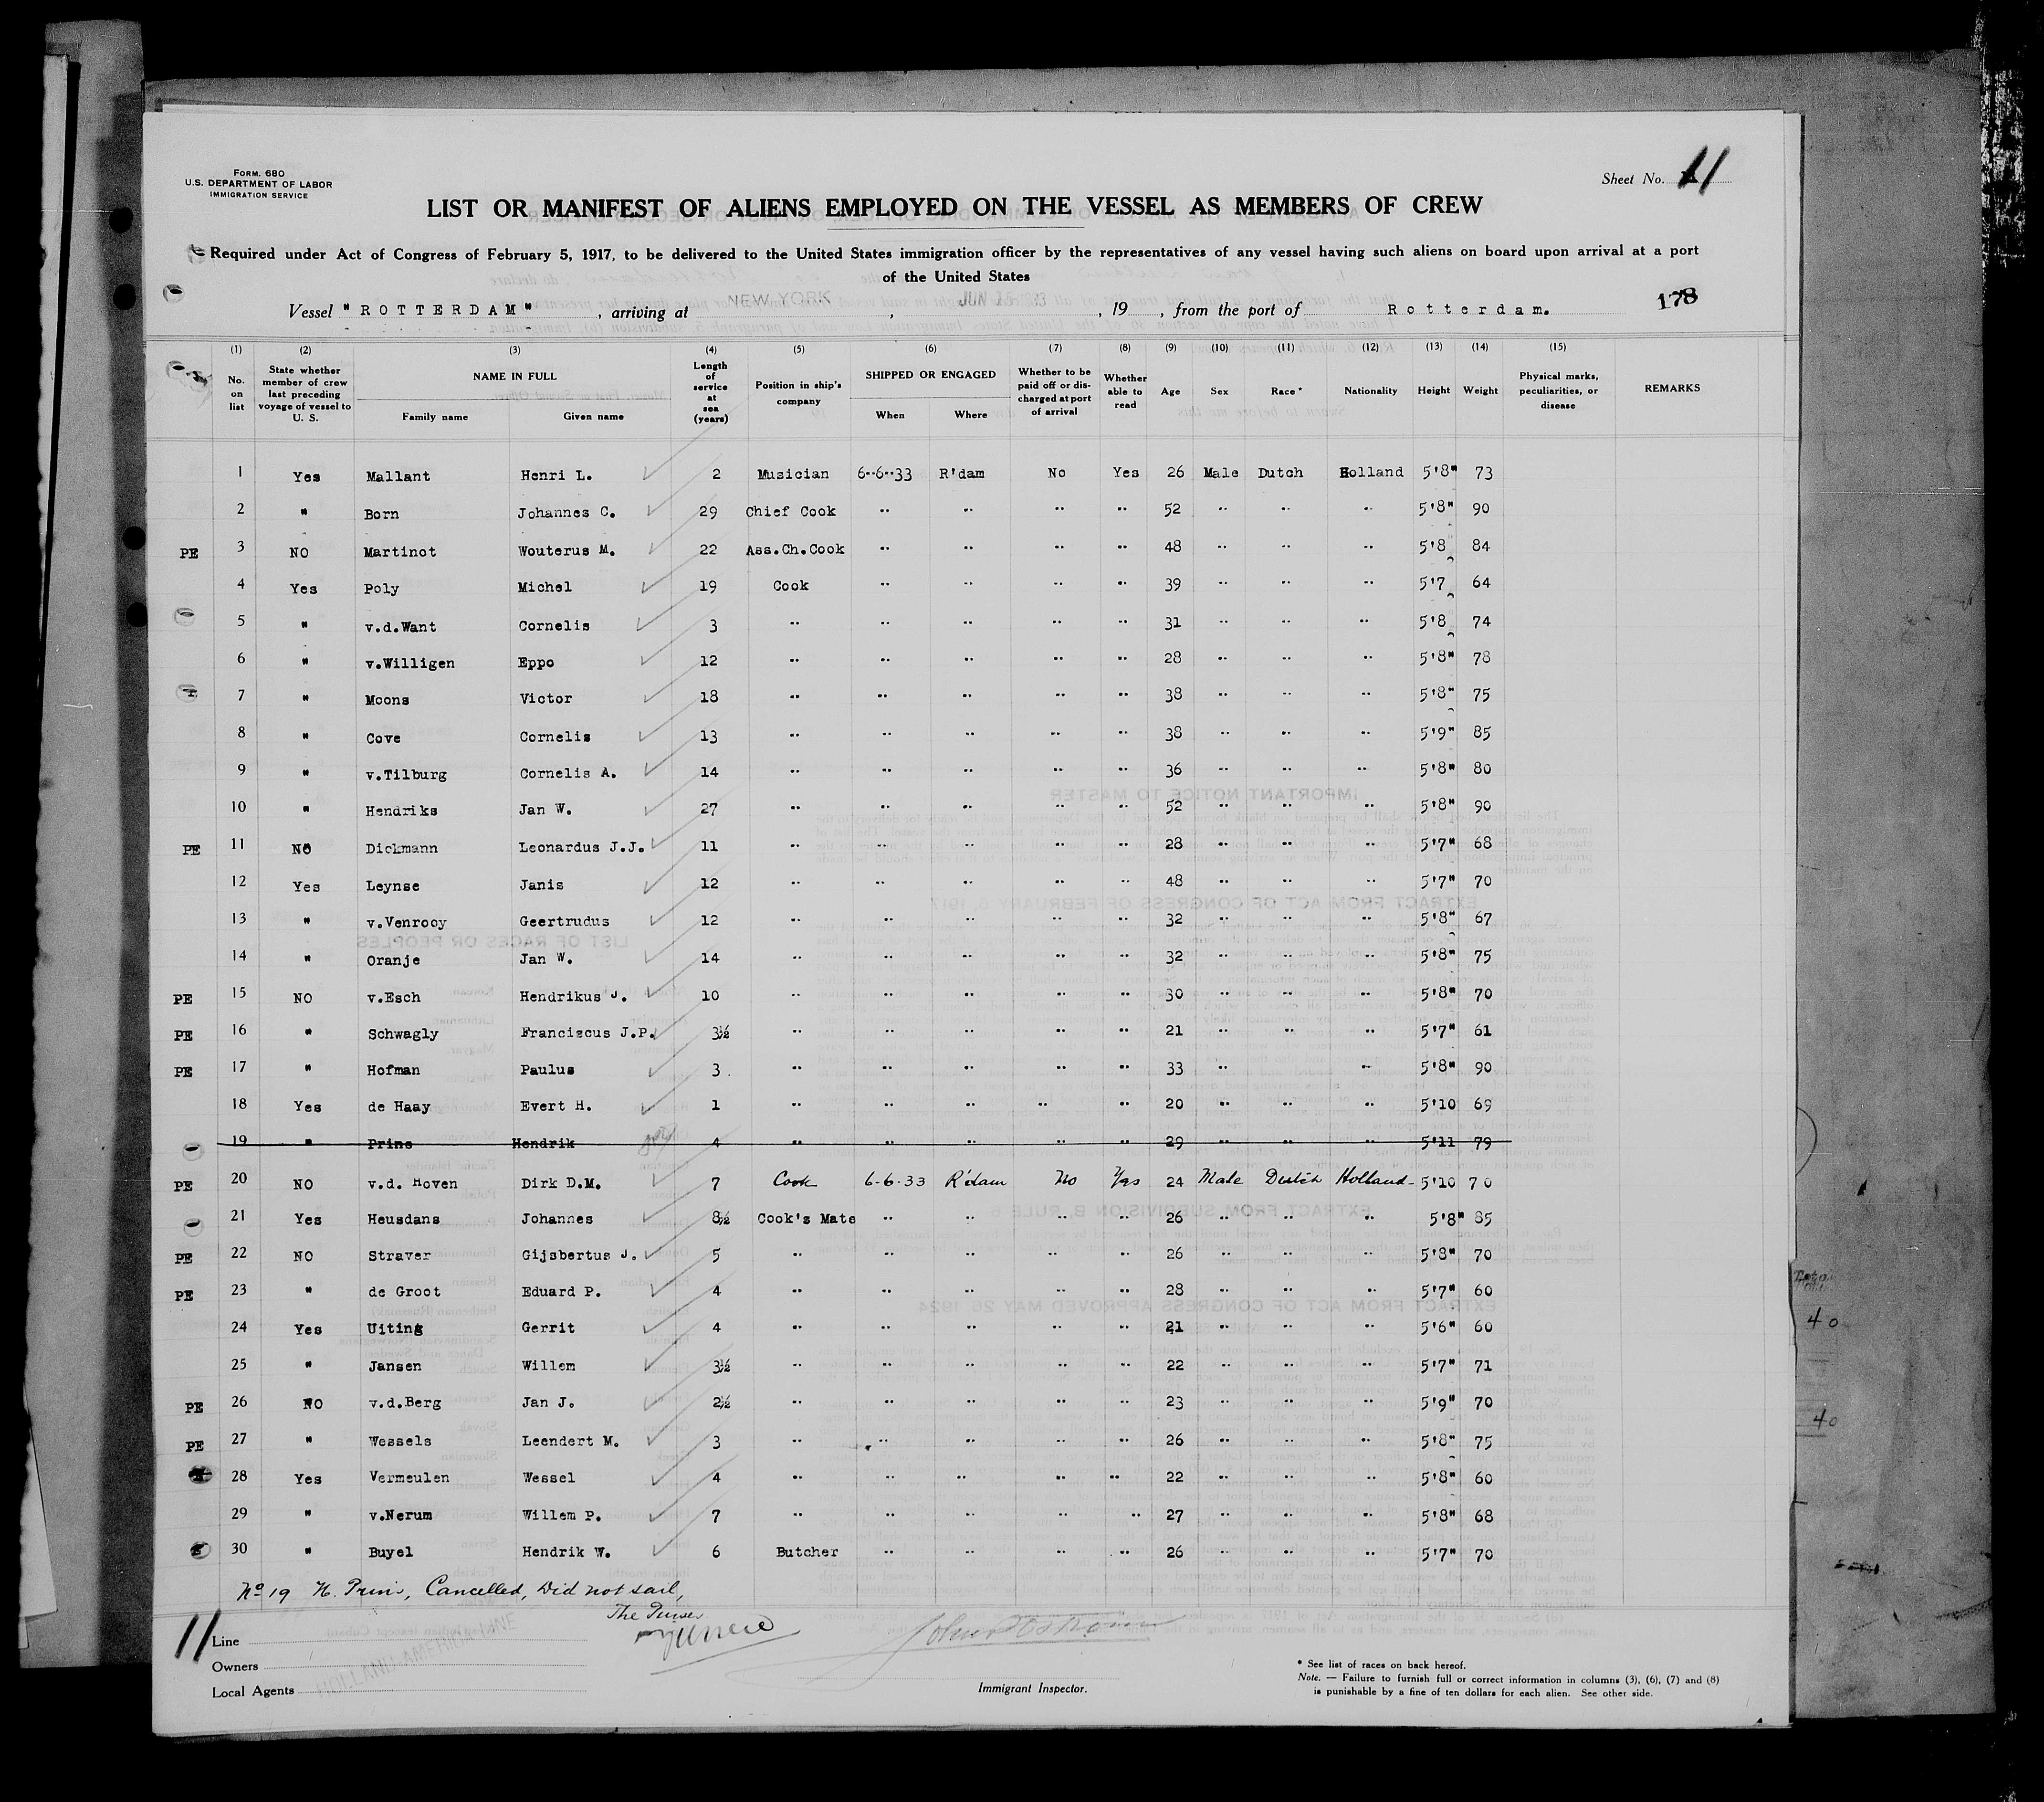 FORM. 680
U.S. DEPARTMENT OF LABOR
IMMIGRATION SERVICE
Sheet No. 11
LIST OR MANIFEST OF ALIENS EMPLOYED ON THE VESSEL AS MEMBERS OF CREW
Required under Act of Congress of February 5, 1917, to be delivered to the United States immigration officer by the representatives of any vessel having such aliens on board upon arrival at a port
of the United States
Vessel "ROTTERDAM", arriving at NEW YORK, JUN 1933, 19, from the port of Rotterdam.
178
(1) (2) (3) (4) (5) (6) (7) (8) (9) (10) (11) (12) (13) (14) (15)
No. on list State whether member of crew last preceding voyage of vessel to U. S. NAME IN FULL Family name Given name Length of service at sea (years) Position in ship's company SHIPPED OR ENGAGED When Where Whether to be paid off or discharged at port of arrival Whether able to read Age Sex Race * Nationality Height Weight Physical marks, peculiarities, or disease REMARKS
1 Yes Mallant Henri L. 2 Musician 6--6--33 R'dam No Yes 26 Male Dutch Holland 5'8" 73
2 " Born Johannes C. 29 Chief Cook -- -- -- -- 52 -- -- -- 5'8" 90
PE 3 NO Martinot Wouterus M. 22 Ass.Ch.Cook -- -- -- -- 48 -- -- -- 5'8 84
4 Yes Poly Michel 19 Cook -- -- -- -- 39 -- -- -- 5'7 64
5 " v.d.Want Cornelis 3 -- -- -- -- -- 31 -- -- -- 5'8 74
6 " v.Willigen Eppo 12 -- -- -- -- -- 28 -- -- -- 5'8" 78
7 " Moons Victor 18 -- -- -- -- -- 38 -- -- -- 5'8" 75
8 " Cove Cornelis 13 -- -- -- -- -- 38 -- -- -- 5'9" 85
9 " v.Tilburg Cornelis A. 14 -- -- -- -- -- 36 -- -- -- 5'8" 80
10 " Hendriks Jan W. 27 -- -- -- -- -- 52 -- -- -- 5'8" 90
PE 11 NO Dickmann Leonardus J.J. 11 -- -- -- -- -- 28 -- -- -- 5'7" 68
12 Yes Leynse Janis 12 -- -- -- -- -- 48 -- -- -- 5'7" 70
13 " v.Venrooy Geertrudus 12 -- -- -- -- -- 32 -- -- -- 5'8" 67
14 " Oranje Jan W. 14 -- -- -- -- -- 32 -- -- -- 5'8" 75
PE 15 NO v.Esch Hendrikus J. 10 -- -- -- -- -- 30 -- -- -- 5'8" 70
PE 16 " Schwagly Franciscus J.P. 3½ -- -- -- -- -- 21 -- -- -- 5'7" 61
PE 17 " Hofman Paulus 3 -- -- -- -- -- 33 -- -- -- 5'8" 90
18 Yes de Haay Evert H. 1 -- -- -- -- -- 20 -- -- -- 5'10 69
19 " Prins Hendrik 4 -- -- -- -- -- 29 -- -- -- 5'11 79
PE 20 NO v.d. Hoven Dirk D.M. 7 Cook 6-6-33 R'dam No Yes 24 Male Dutch Holland 5'10 70
21 Yes Heusdans Johannes 8½ Cook's Mate -- -- -- -- 26 -- -- -- 5'8" 85
PE 22 NO Straver Gijsbertus J. 5 -- -- -- -- -- 26 -- -- -- 5'8" 70
PE 23 " de Groot Eduard P. 4 -- -- -- -- -- 28 -- -- -- 5'7" 60
24 Yes Uiting Gerrit 4 -- -- -- -- -- 21 -- -- -- 5'6" 60
25 " Jansen Willem 3½ -- -- -- -- -- 22 -- -- -- 5'7" 71
PE 26 NO v.d.Berg Jan J. 2½ -- -- -- -- -- 23 -- -- -- 5'9" 70
PE 27 " Wessels Leendert M. 3 -- -- -- -- -- 26 -- -- -- 5'8" 75
28 Yes Vermeulen Wessel 4 -- -- -- -- -- 22 -- -- -- 5'8" 60
29 " v.Nerum Willem P. 7 -- -- -- -- -- 27 -- -- -- 5'8" 68
30 " Buyel Hendrik W. 6 Butcher -- -- -- -- 26 -- -- -- 5'7" 70
No 19 H. Prins, Cancelled, Did not sail,
The Purser
11
Line
Owners HOLLAND-AMERICA LINE
Local Agents
Immigrant Inspector.
* See list of races on back hereof.
Note. — Failure to furnish full or correct information in columns (3), (6), (7) and (8)
is punishable by a fine of ten dollars for each alien. See other side.
Total
40
40